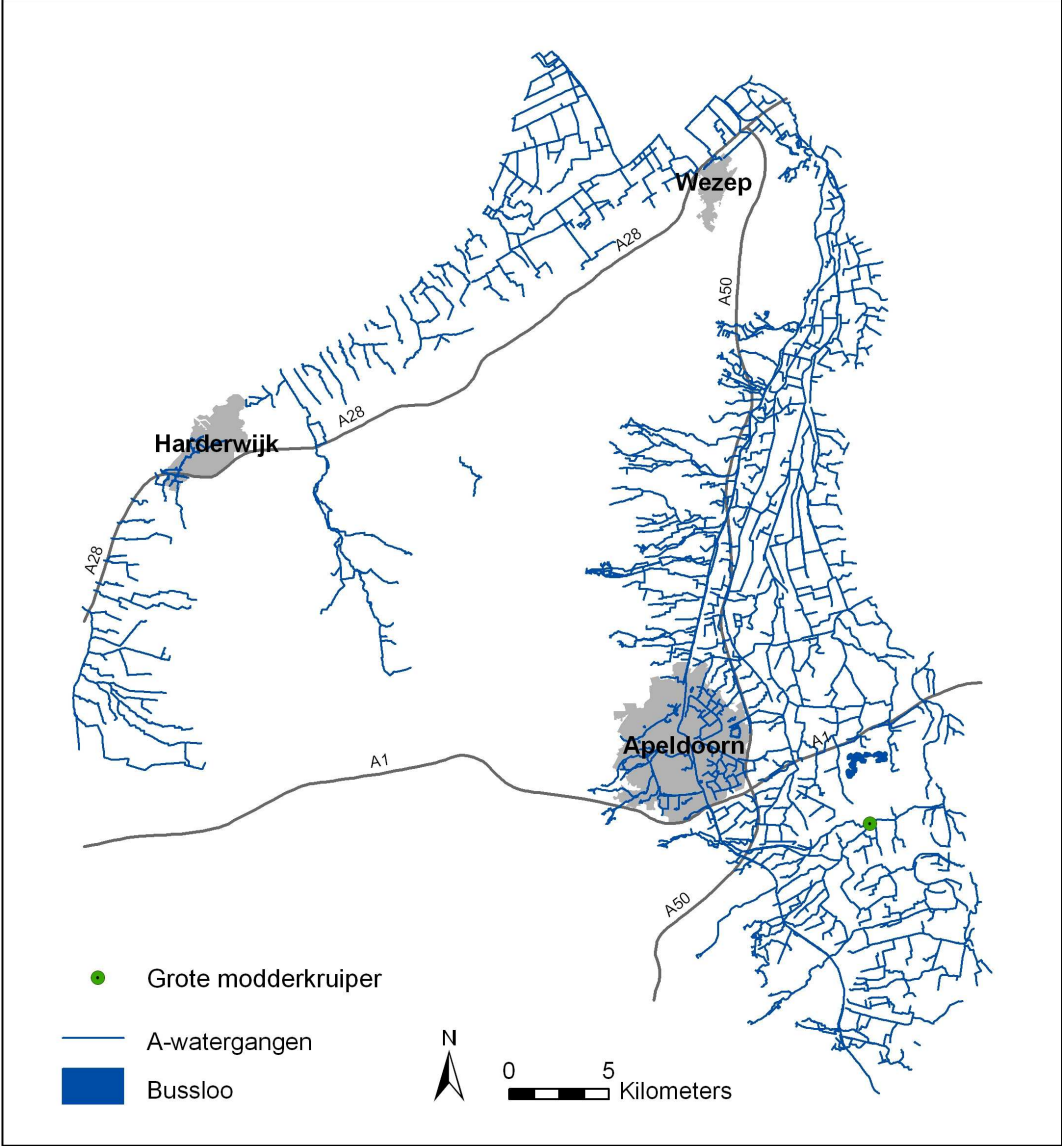 Wezep
A28
A50
A28
Harderwijk
A28
Apeldoorn
A1
A1
A50
Grote modderkruiper
A-watergangen
Bussloo
N
0 5
Kilometers